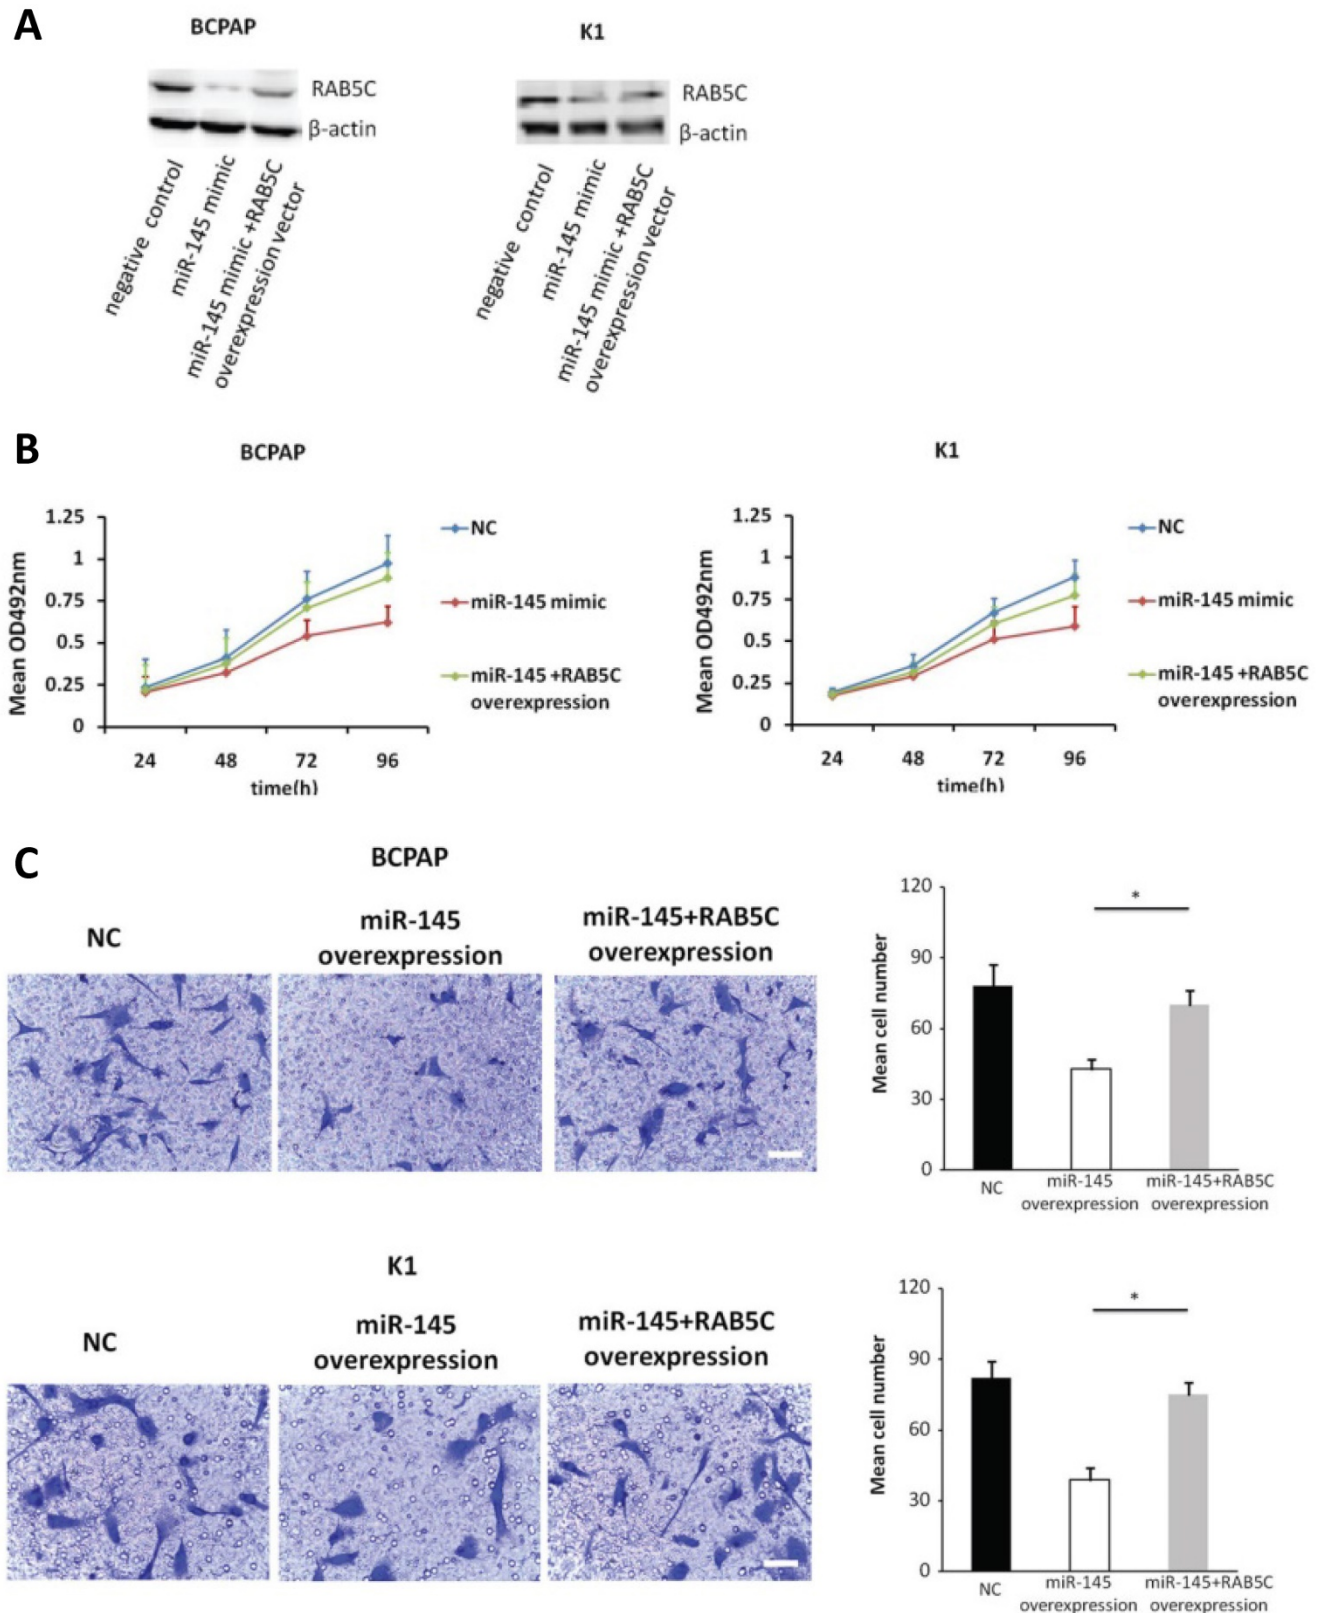 A
BCPAP
K1
RAB5C
β-actin
RAB5C
β-actin
negative control
miR-145 mimic
miR-145 mimic +RAB5C
overexpression vector
negative control
miR-145 mimic
miR-145 mimic +RAB5C
overexpression vector
B
BCPAP
K1
Mean OD492nm
1.25
1
0.75
0.5
0.25
0
24 48 72 96
time(h)
NC
miR-145 mimic
miR-145 +RAB5C
overexpression
Mean OD492nm
1.25
1
0.75
0.5
0.25
0
24 48 72 96
time(h)
NC
miR-145 mimic
miR-145 +RAB5C
overexpression
C
BCPAP
NC
miR-145
overexpression
miR-145+RAB5C
overexpression
Mean cell number
120
90
60
30
0
*
NC
miR-145
overexpression
miR-145+RAB5C
overexpression
K1
NC
miR-145
overexpression
miR-145+RAB5C
overexpression
Mean cell number
120
90
60
30
0
*
NC
miR-145
overexpression
miR-145+RAB5C
overexpression